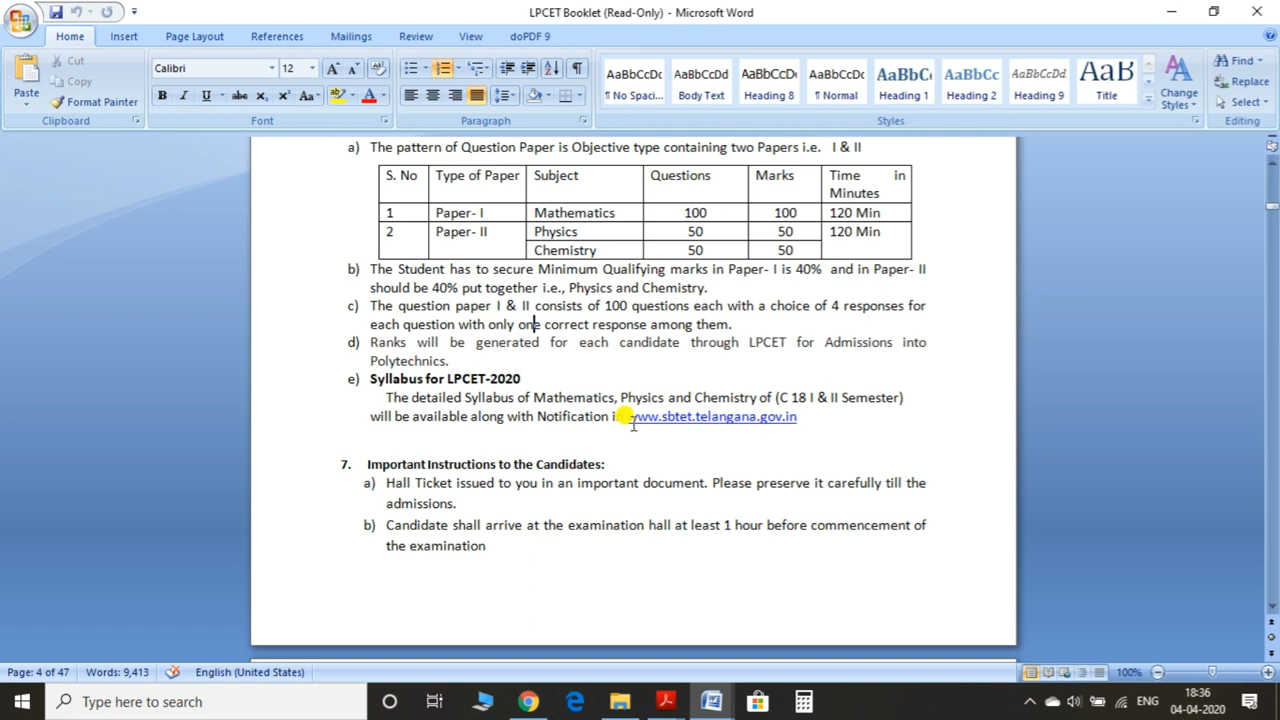 LPCET Booklet (Read-Only) - Microsoft Word
Home Insert Page Layout References Mailings Review View doPDF 9
Paste
Cut
Copy
Format Painter
Clipboard
Calibri 12
B I U abc X₂ X² Aa
Font
Paragraph
AaBbCcDc AaBbCcDd AaBbCcDı AaBbCcDd AaBbCc AaBbCc AaBbCcDd AaBb
¶ No Spaci... Body Text Heading 8 ¶ Normal Heading 1 Heading 2 Heading 9 Title
Change Styles
Styles
Find
Replace
Select
Editing
a) The pattern of Question Paper is Objective type containing two Papers i.e. I & II
S. No Type of Paper Subject Questions Marks Time in
Minutes
1 Paper- I Mathematics 100 100 120 Min
2 Paper- II Physics 50 50 120 Min
Chemistry 50 50
b) The Student has to secure Minimum Qualifying marks in Paper- I is 40% and in Paper- II
should be 40% put together i.e., Physics and Chemistry.
c) The question paper I & II consists of 100 questions each with a choice of 4 responses for
each question with only one correct response among them.
d) Ranks will be generated for each candidate through LPCET for Admissions into
Polytechnics.
e) Syllabus for LPCET-2020
The detailed Syllabus of Mathematics, Physics and Chemistry of (C 18 I & II Semester)
will be available along with Notification in www.sbtet.telangana.gov.in
7. Important Instructions to the Candidates:
a) Hall Ticket issued to you in an important document. Please preserve it carefully till the
admissions.
b) Candidate shall arrive at the examination hall at least 1 hour before commencement of
the examination
Page: 4 of 47 Words: 9,413 English (United States) 100%
Type here to search
ENG
18:36
04-04-2020